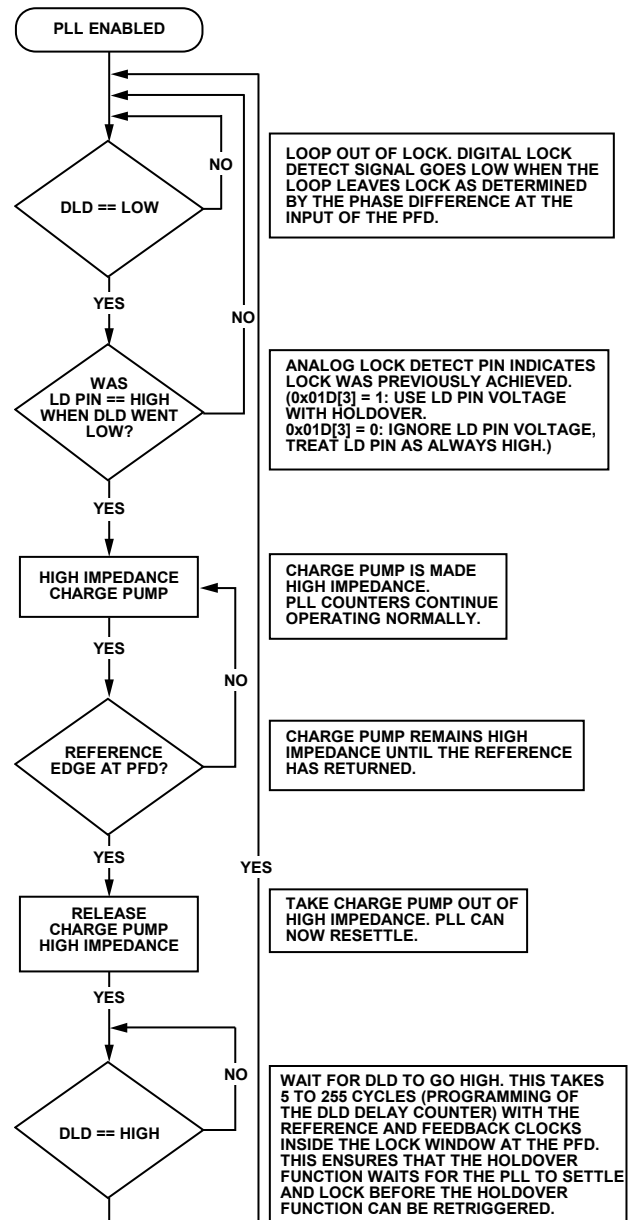 PLL ENABLED
NO
LOOP OUT OF LOCK. DIGITAL LOCK
DETECT SIGNAL GOES LOW WHEN THE
LOOP LEAVES LOCK AS DETERMINED
BY THE PHASE DIFFERENCE AT THE
INPUT OF THE PFD.
DLD == LOW
YES
NO
WAS
LD PIN == HIGH
WHEN DLD WENT
LOW?
ANALOG LOCK DETECT PIN INDICATES
LOCK WAS PREVIOUSLY ACHIEVED.
(0x01D[3] = 1: USE LD PIN VOLTAGE
WITH HOLDOVER.
0x01D[3] = 0: IGNORE LD PIN VOLTAGE,
TREAT LD PIN AS ALWAYS HIGH.)
YES
HIGH IMPEDANCE
CHARGE PUMP
CHARGE PUMP IS MADE
HIGH IMPEDANCE.
PLL COUNTERS CONTINUE
OPERATING NORMALLY.
YES
NO
REFERENCE
EDGE AT PFD?
CHARGE PUMP REMAINS HIGH
IMPEDANCE UNTIL THE REFERENCE
HAS RETURNED.
YES
YES
RELEASE
CHARGE PUMP
HIGH IMPEDANCE
TAKE CHARGE PUMP OUT OF
HIGH IMPEDANCE. PLL CAN
NOW RESETTLE.
YES
NO
DLD == HIGH
WAIT FOR DLD TO GO HIGH. THIS TAKES
5 TO 255 CYCLES (PROGRAMMING OF
THE DLD DELAY COUNTER) WITH THE
REFERENCE AND FEEDBACK CLOCKS
INSIDE THE LOCK WINDOW AT THE PFD.
THIS ENSURES THAT THE HOLDOVER
FUNCTION WAITS FOR THE PLL TO SETTLE
AND LOCK BEFORE THE HOLDOVER
FUNCTION CAN BE RETRIGGERED.